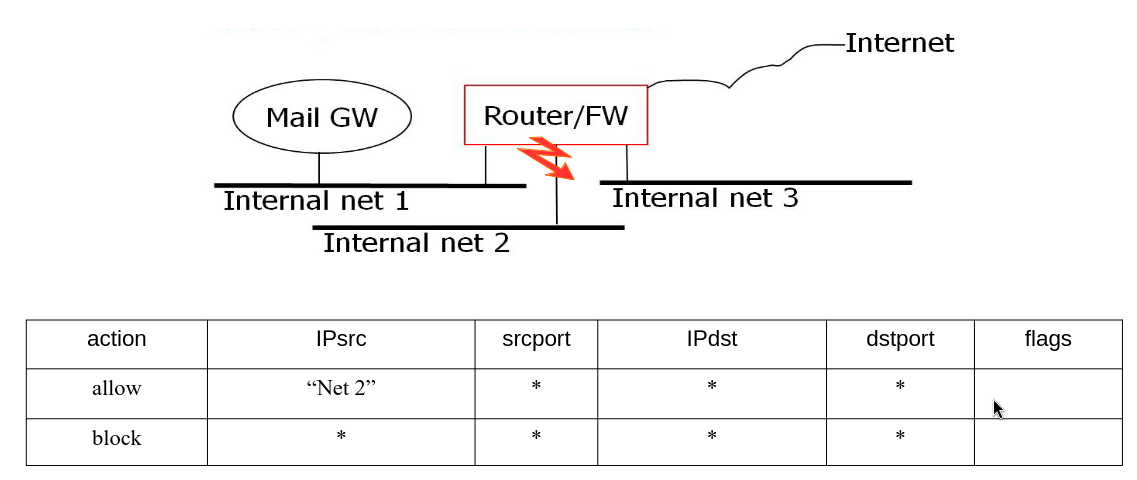 Internet
Mail GW
Router/FW
Internal net 1
Internal net 3
Internal net 2
action IPsrc srcport IPdst dstport flags
allow “Net 2” * * *
block * * * *